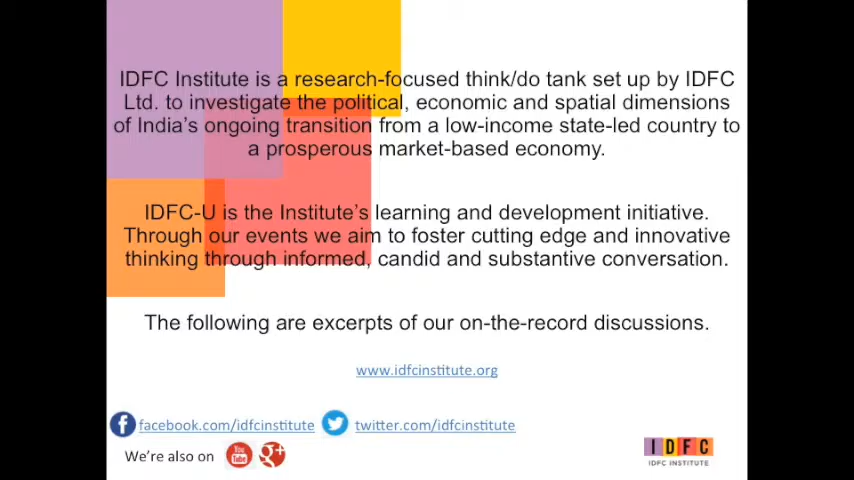 IDFC Institute is a research-focused think/do tank set up by IDFC
Ltd. to investigate the political, economic and spatial dimensions
of India's ongoing transition from a low-income state-led country to
a prosperous market-based economy.
IDFC-U is the Institute's learning and development initiative.
Through our events we aim to foster cutting edge and innovative
thinking through informed, candid and substantive conversation.
The following are excerpts of our on-the-record discussions.
www.idfcinstitute.org
facebook.com/idfcinstitute twitter.com/idfcinstitute
We're also on You Tube g+
IDFC
IDFC INSTITUTE